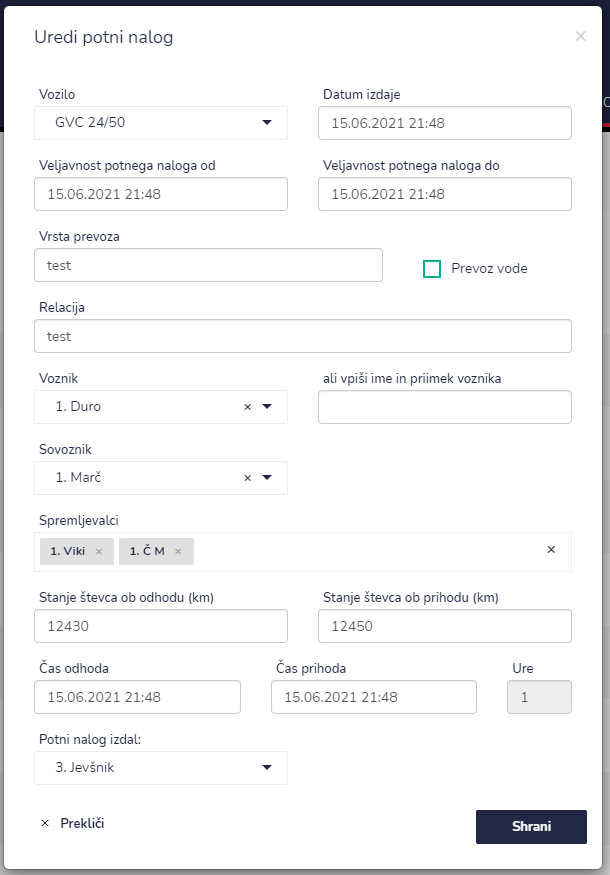 Uredi potni nalog ×
Vozilo Datum izdaje
GVC 24/50 15.06.2021 21:48
Veljavnost potnega naloga od Veljavnost potnega naloga do
15.06.2021 21:48 15.06.2021 21:48
Vrsta prevoza
test Prevoz vode
Relacija
test
Voznik ali vpiši ime in priimek voznika
1. Duro ×
Sovoznik
1. Marč ×
Spremljevalci
1. Viki × 1. Č M × ×
Stanje števca ob odhodu (km) Stanje števca ob prihodu (km)
12430 12450
Čas odhoda Čas prihoda Ure
15.06.2021 21:48 15.06.2021 21:48 1
Potni nalog izdal:
3. Jevšnik
× Prekliči Shrani